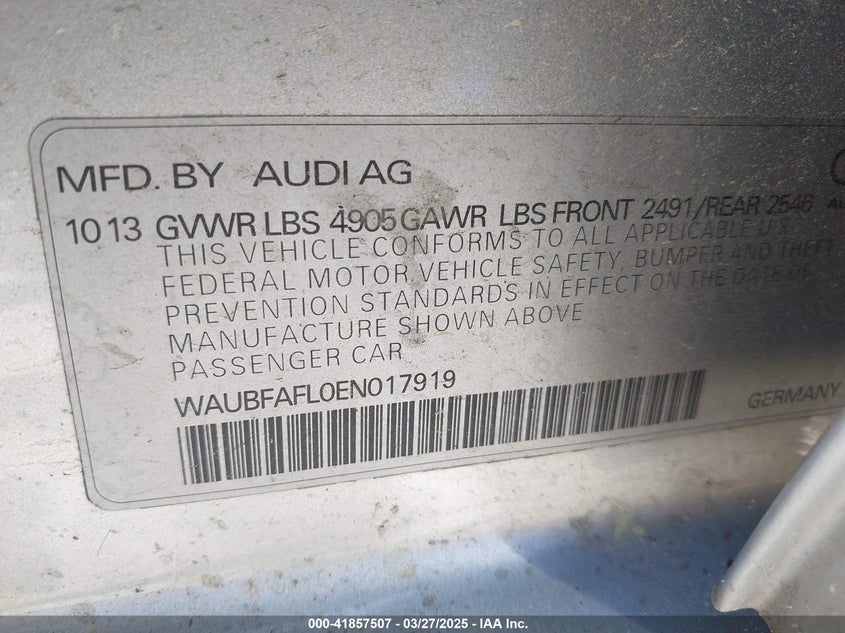 MFD. BY AUDI AG
10 13 GVWR LBS 4905 GAWR LBS FRONT 2491/REAR 2546
THIS VEHICLE CONFORMS TO ALL APPLICABLE U.S.
FEDERAL MOTOR VEHICLE SAFETY, BUMPER AND THEFT
PREVENTION STANDARDS IN EFFECT ON THE DATE OF
MANUFACTURE SHOWN ABOVE
PASSENGER CAR
WAUBFAFL0EN017919
GERMANY
000-41857507 - 03/27/2025 - IAA Inc.